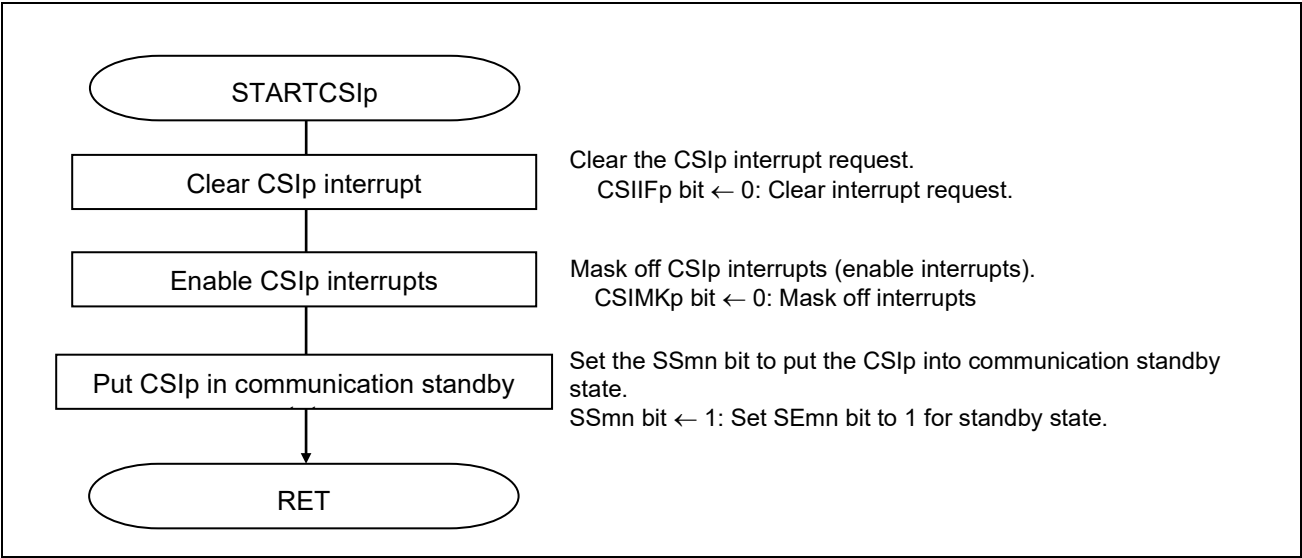 STARTCSIp
Clear CSIp interrupt
Clear the CSIp interrupt request.
CSIIFp bit ← 0: Clear interrupt request.
Enable CSIp interrupts
Mask off CSIp interrupts (enable interrupts).
CSIMKp bit ← 0: Mask off interrupts
Put CSIp in communication standby
Set the SSmn bit to put the CSIp into communication standby
state.
SSmn bit ← 1: Set SEmn bit to 1 for standby state.
RET